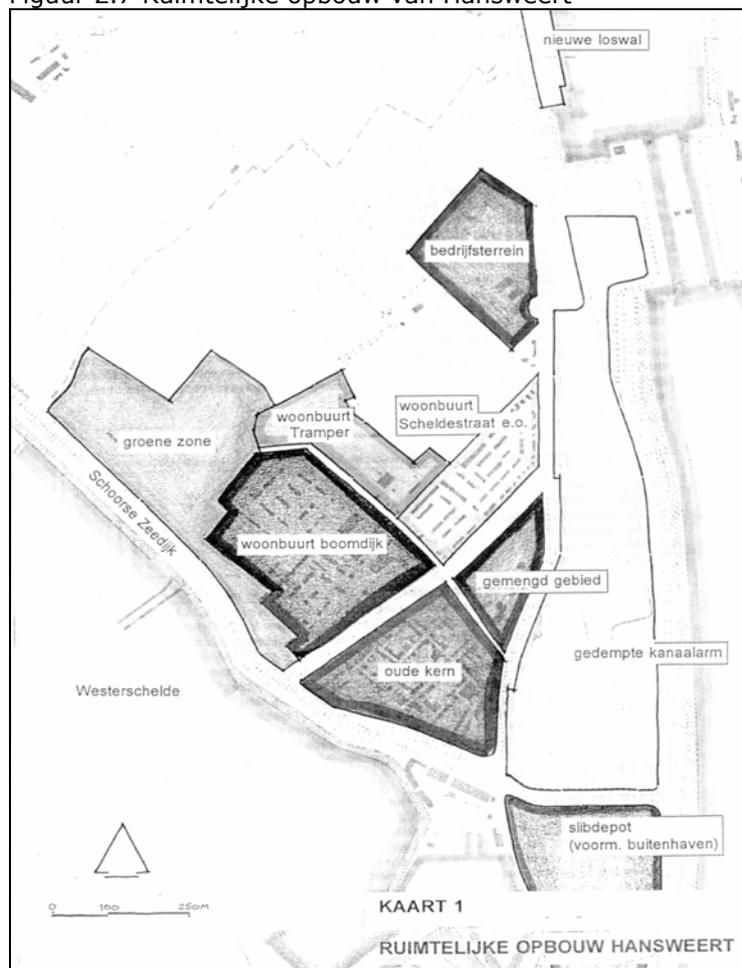 Figuur 2.7 Ruimtelijke opbouw van Hansweert
nieuwe loswal
bedrijfsterrein
woonbuurt
Tramper
woonbuurt
Scheldestraat e.o.
groene zone
Schoorse Zeedijk
woonbuurt boomdijk
gemengd gebied
oude kern
gedempte kanaalarm
Westerschelde
slibdepot
(voorm. buitenhaven)
0 100 250M
KAART 1
RUIMTELIJKE OPBOUW HANSWEERT